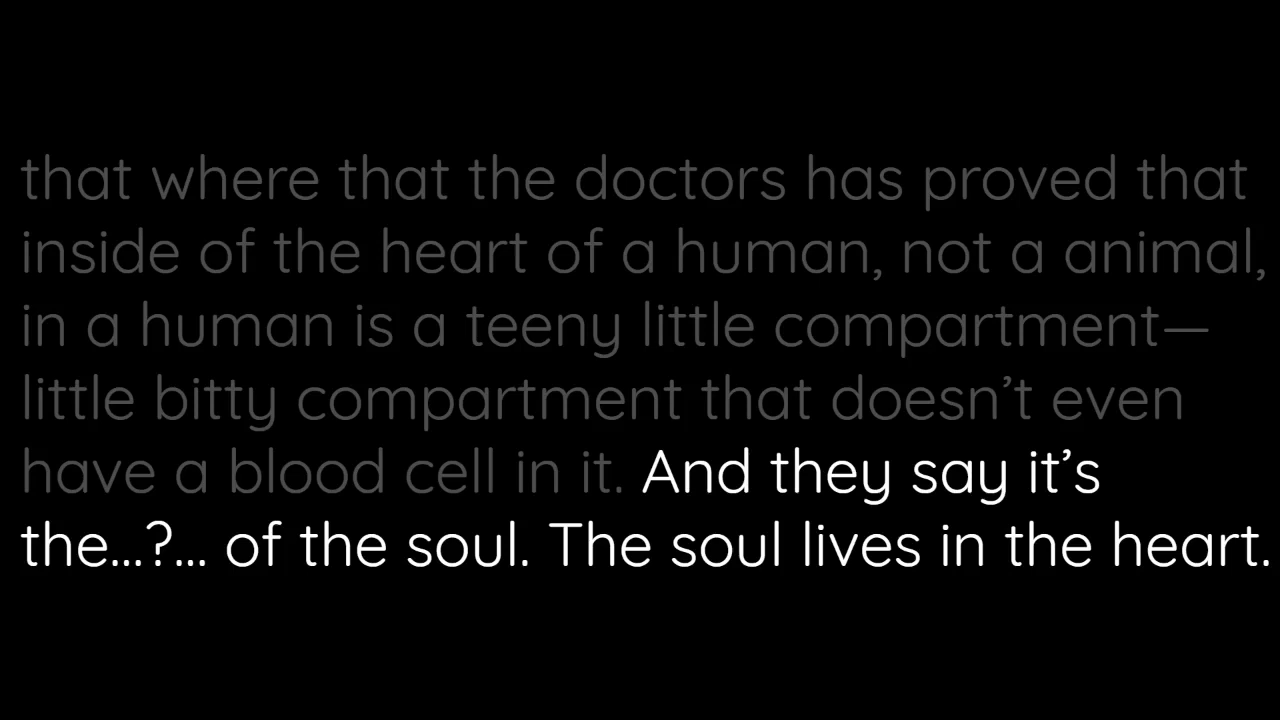 that where that the doctors has proved that
inside of the heart of a human, not a animal,
in a human is a teeny little compartment—
little bitty compartment that doesn’t even
have a blood cell in it. And they say it’s
the...?... of the soul. The soul lives in the heart.